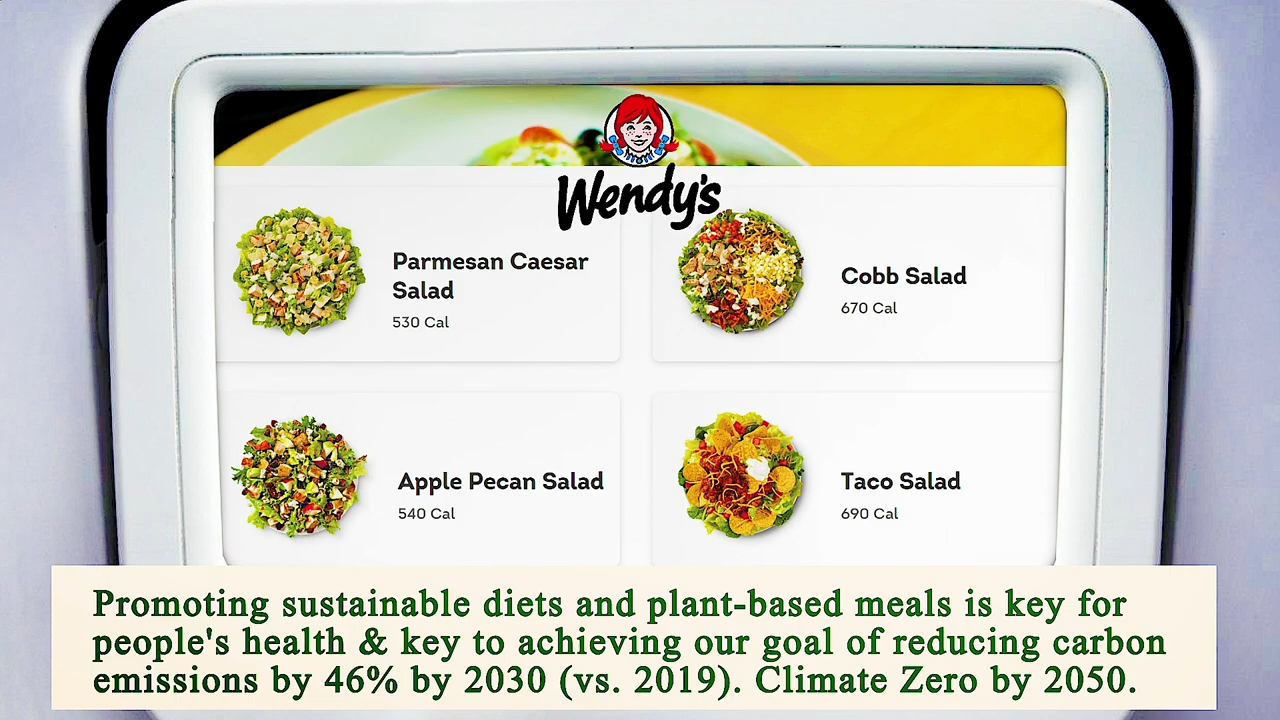 Wendy's
Parmesan Caesar
Salad
530 Cal
Cobb Salad
670 Cal
Apple Pecan Salad
540 Cal
Taco Salad
690 Cal
Promoting sustainable diets and plant-based meals is key for
people's health & key to achieving our goal of reducing carbon
emissions by 46% by 2030 (vs. 2019). Climate Zero by 2050.